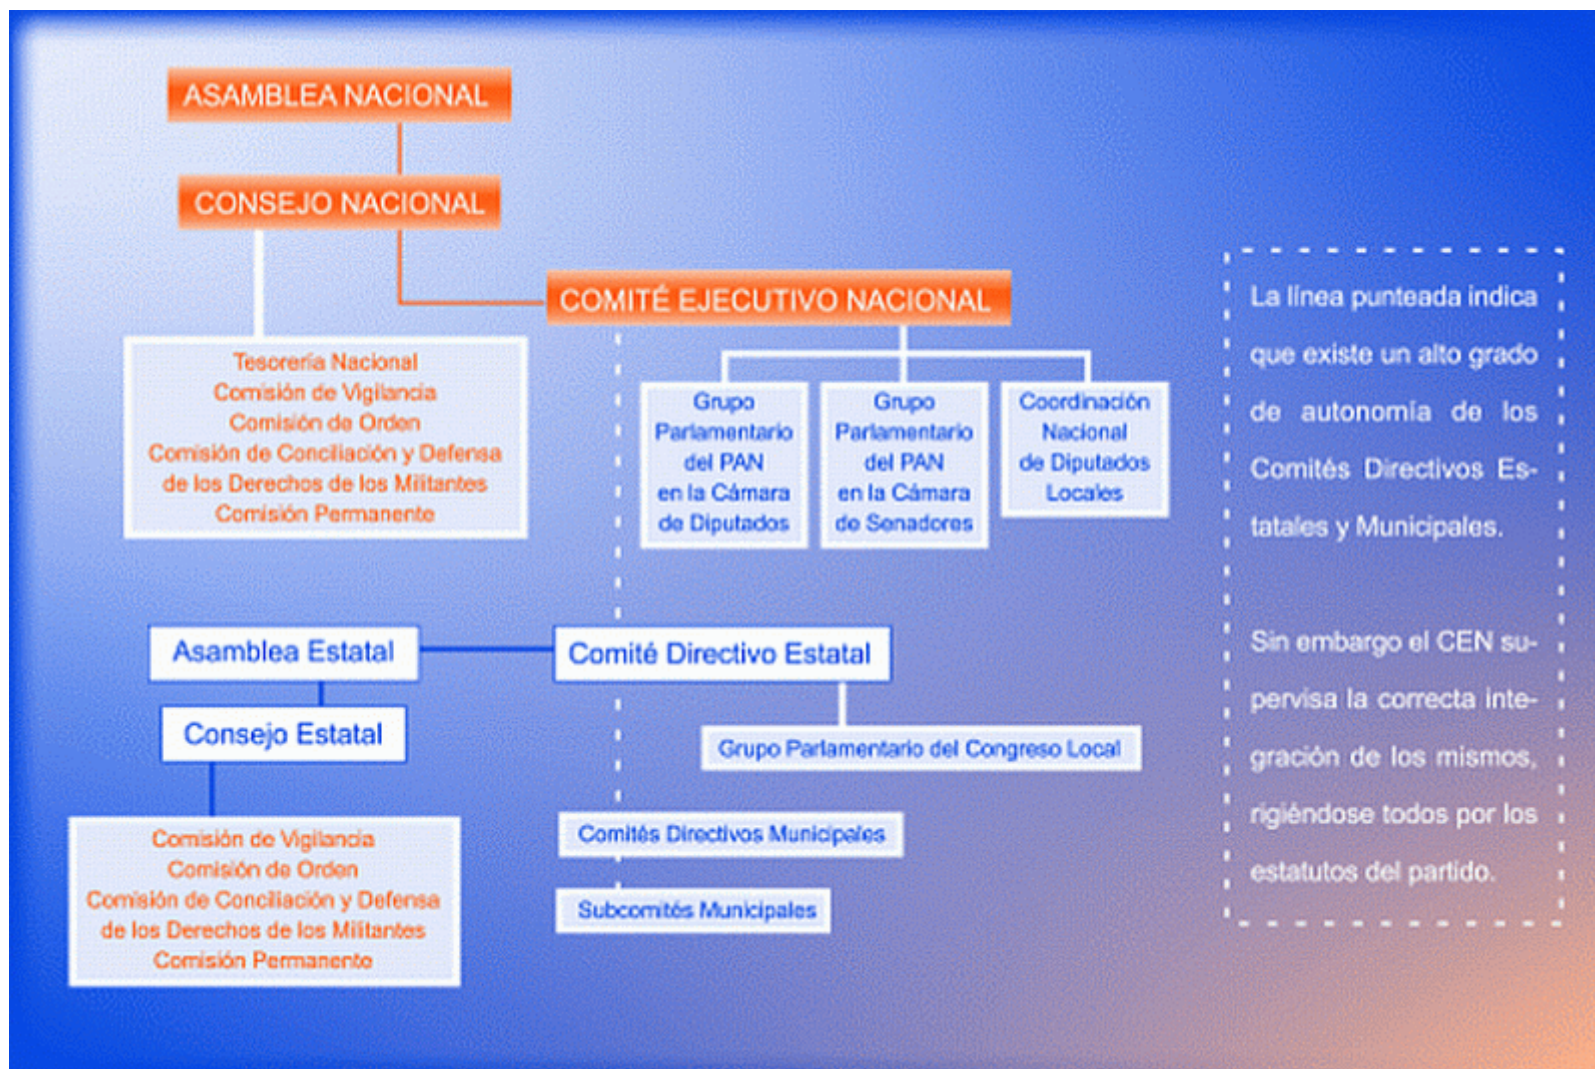 ASAMBLEA NACIONAL
CONSEJO NACIONAL
COMITÉ EJECUTIVO NACIONAL
Tesorería Nacional
Comisión de Vigilancia
Comisión de Orden
Comisión de Conciliación y Defensa
de los Derechos de los Militantes
Comisión Permanente
Grupo
Parlamentario
del PAN
en la Cámara
de Diputados
Grupo
Parlamentario
del PAN
en la Cámara
de Senadores
Coordinación
Nacional
de Diputados
Locales
Asamblea Estatal
Comité Directivo Estatal
Consejo Estatal
Grupo Parlamentario del Congreso Local
Comisión de Vigilancia
Comisión de Orden
Comisión de Conciliación y Defensa
de los Derechos de los Militantes
Comisión Permanente
Comités Directivos Municipales
Subcomités Municipales
La línea punteada indica
que existe un alto grado
de autonomía de los
Comités Directivos Es-
tatales y Municipales.
Sin embargo el CEN su-
pervisa la correcta inte-
gración de los mismos,
rigiéndose todos por los
estatutos del partido.